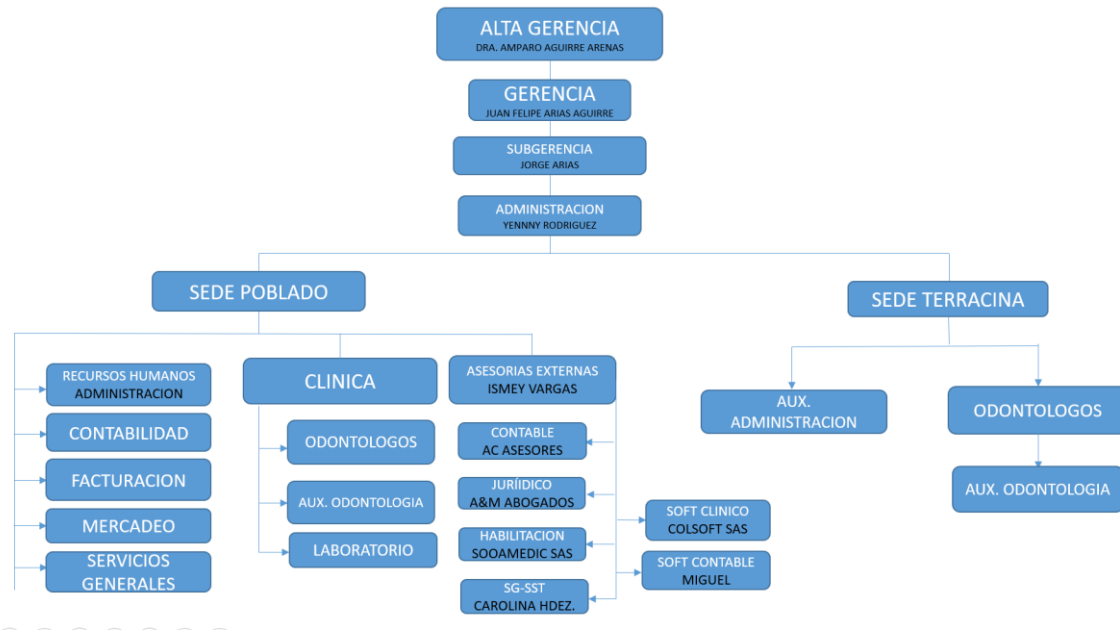 ALTA GERENCIA
DRA. AMPARO AGUIRRE ARENAS
GERENCIA
JUAN FELIPE ARIAS AGUIRRE
SUBGERENCIA
JORGE ARIAS
ADMINISTRACION
YENNNY RODRIGUEZ
SEDE POBLADO
SEDE TERRACINA
RECURSOS HUMANOS
ADMINISTRACION
CONTABILIDAD
FACTURACION
MERCADEO
SERVICIOS
GENERALES
CLINICA
ODONTOLOGOS
AUX. ODONTOLOGIA
LABORATORIO
ASESORIAS EXTERNAS
ISMEY VARGAS
CONTABLE
AC ASESORES
JURÍIDICO
A&M ABOGADOS
HABILITACION
SOOAMEDIC SAS
SG-SST
CAROLINA HDEZ.
SOFT CLINICO
COLSOFT SAS
SOFT CONTABLE
MIGUEL
AUX.
ADMINISTRACION
ODONTOLOGOS
AUX. ODONTOLOGIA